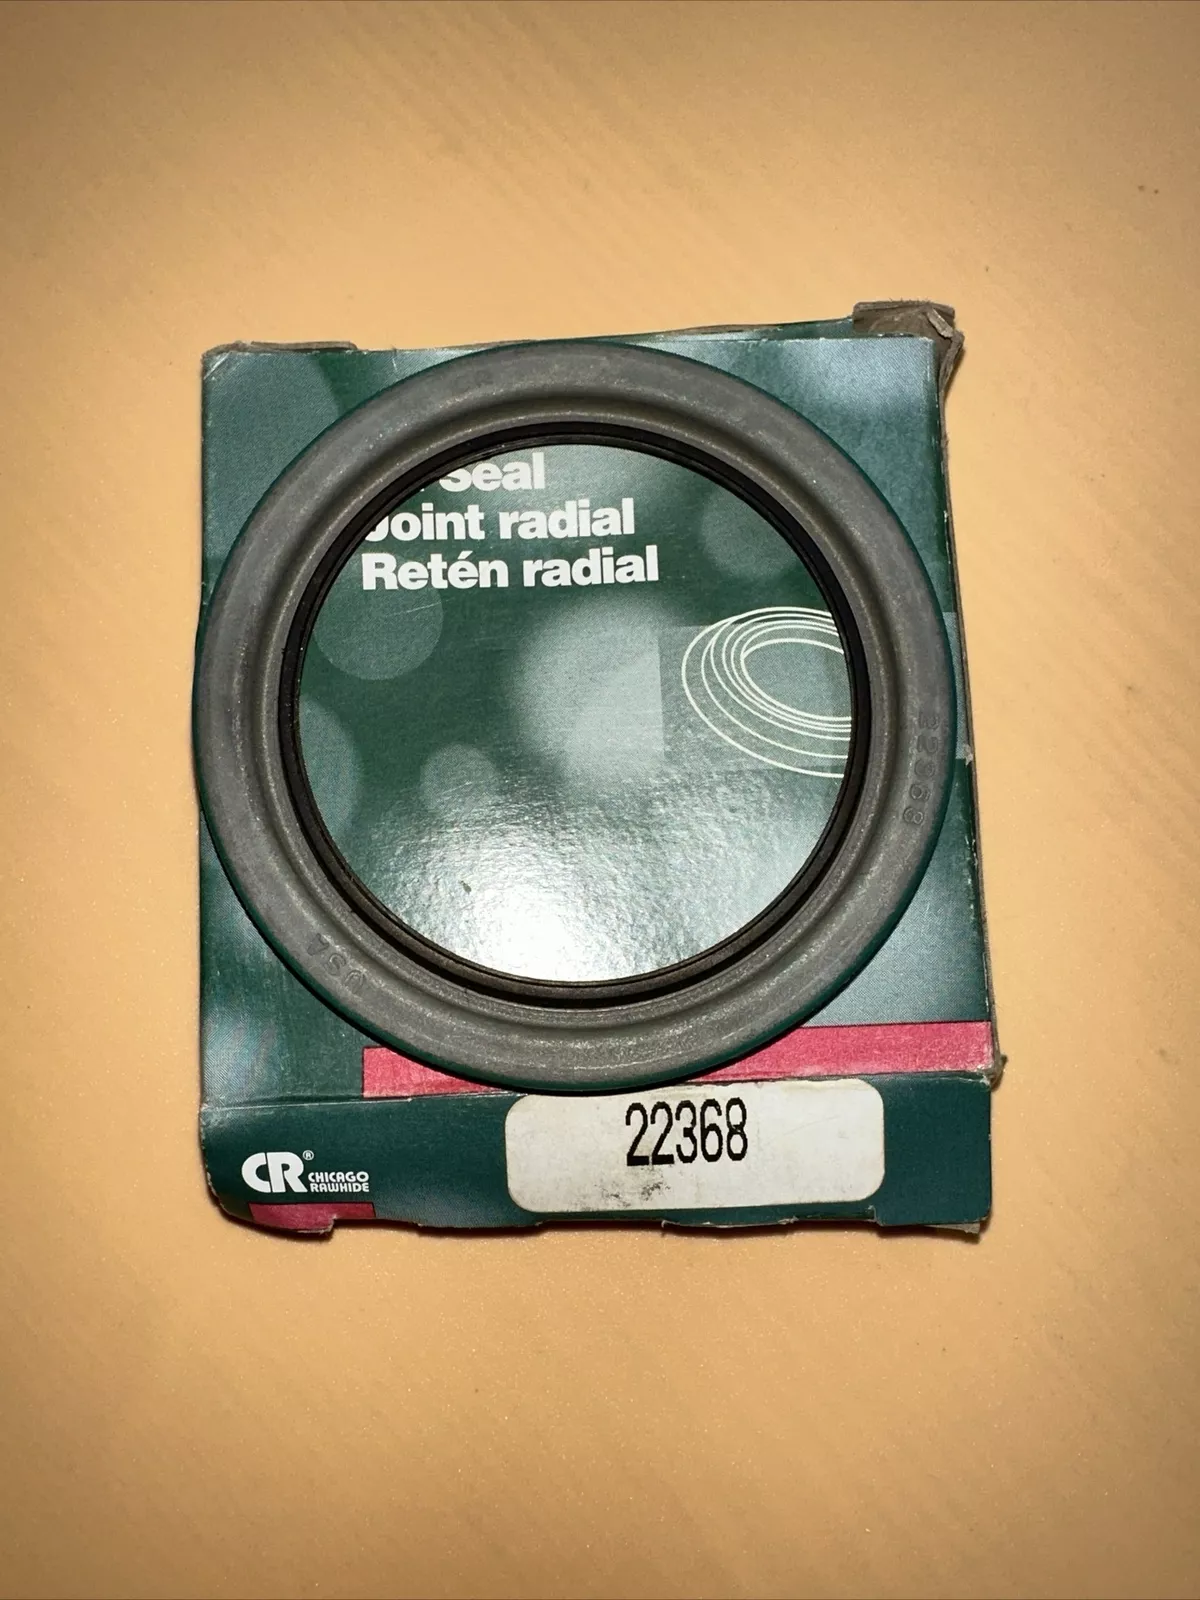 Seal
Joint radial
Retén radial
22368
USA
CR®
CHICAGO
RAWHIDE
22368